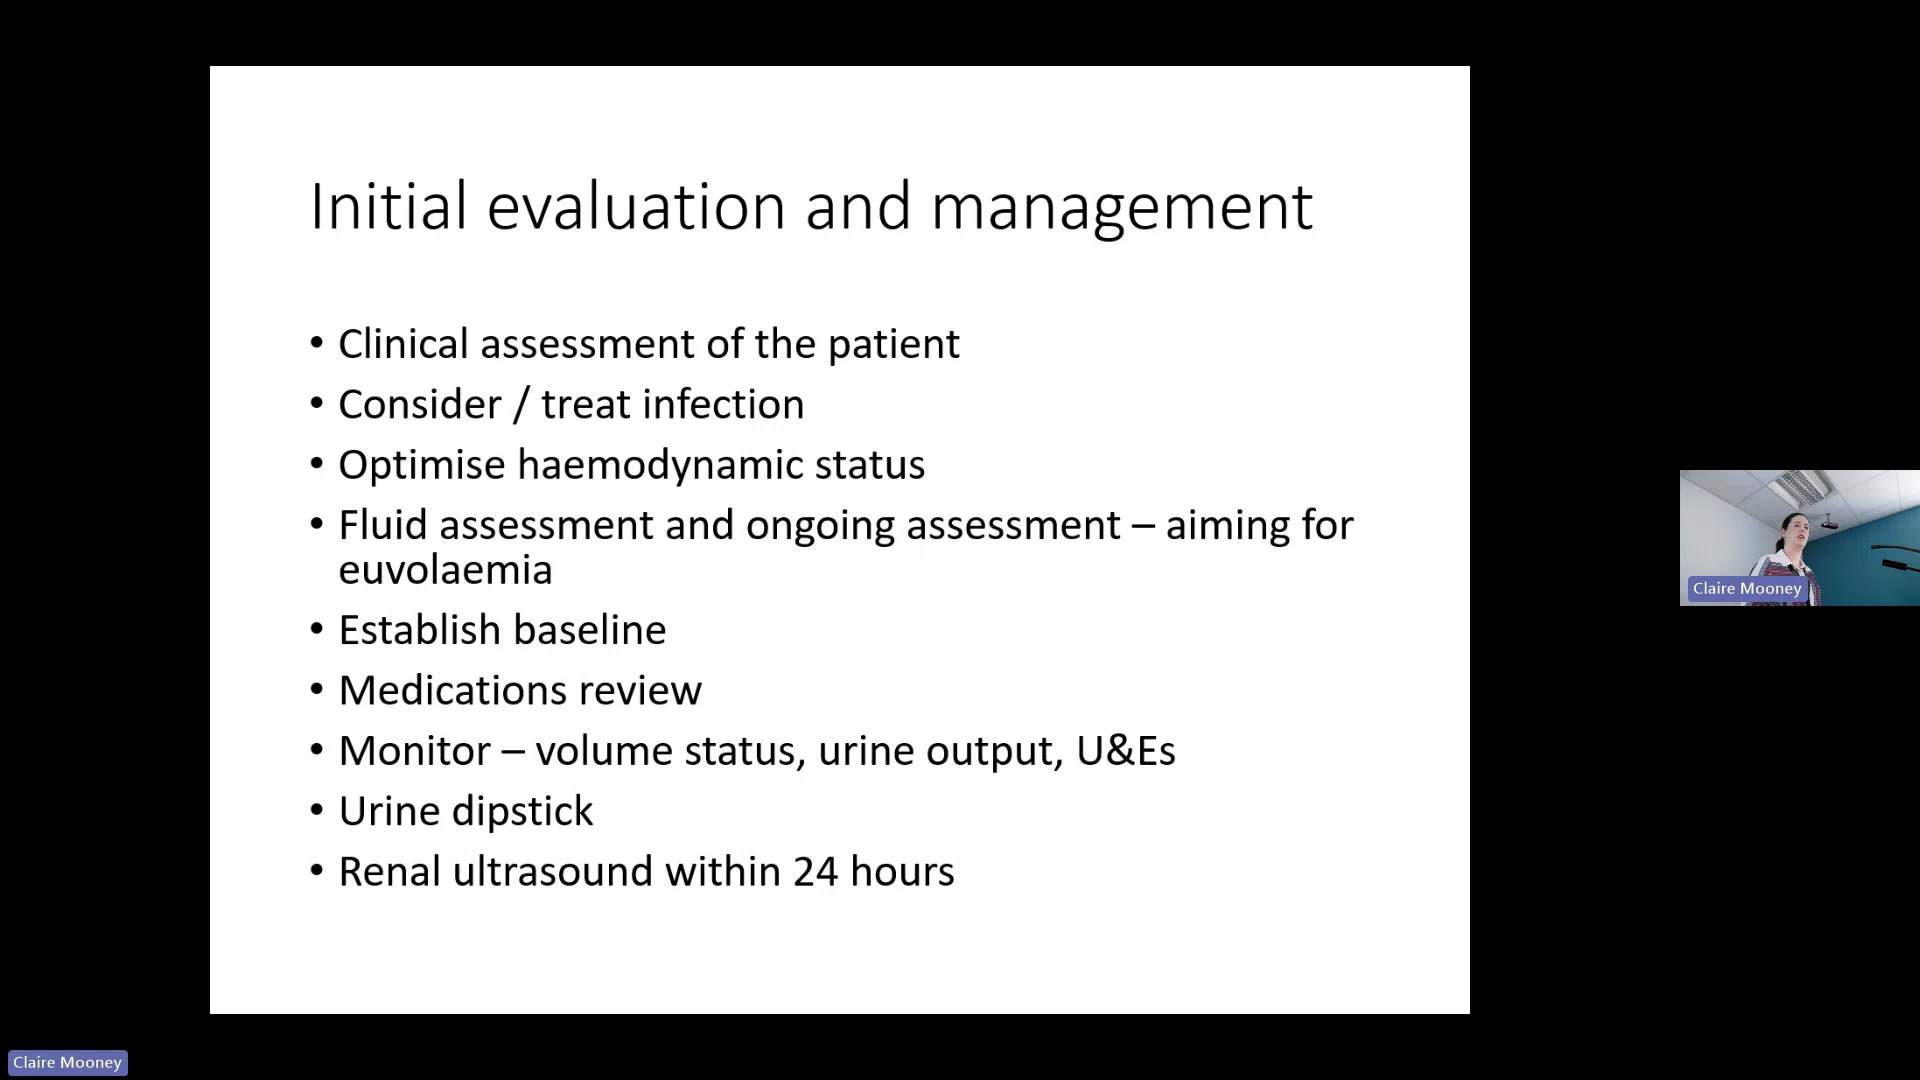 Initial evaluation and management
• Clinical assessment of the patient
• Consider / treat infection
• Optimise haemodynamic status
• Fluid assessment and ongoing assessment – aiming for
euvolaemia
• Establish baseline
• Medications review
• Monitor – volume status, urine output, U&Es
• Urine dipstick
• Renal ultrasound within 24 hours
Claire Mooney
Claire Mooney